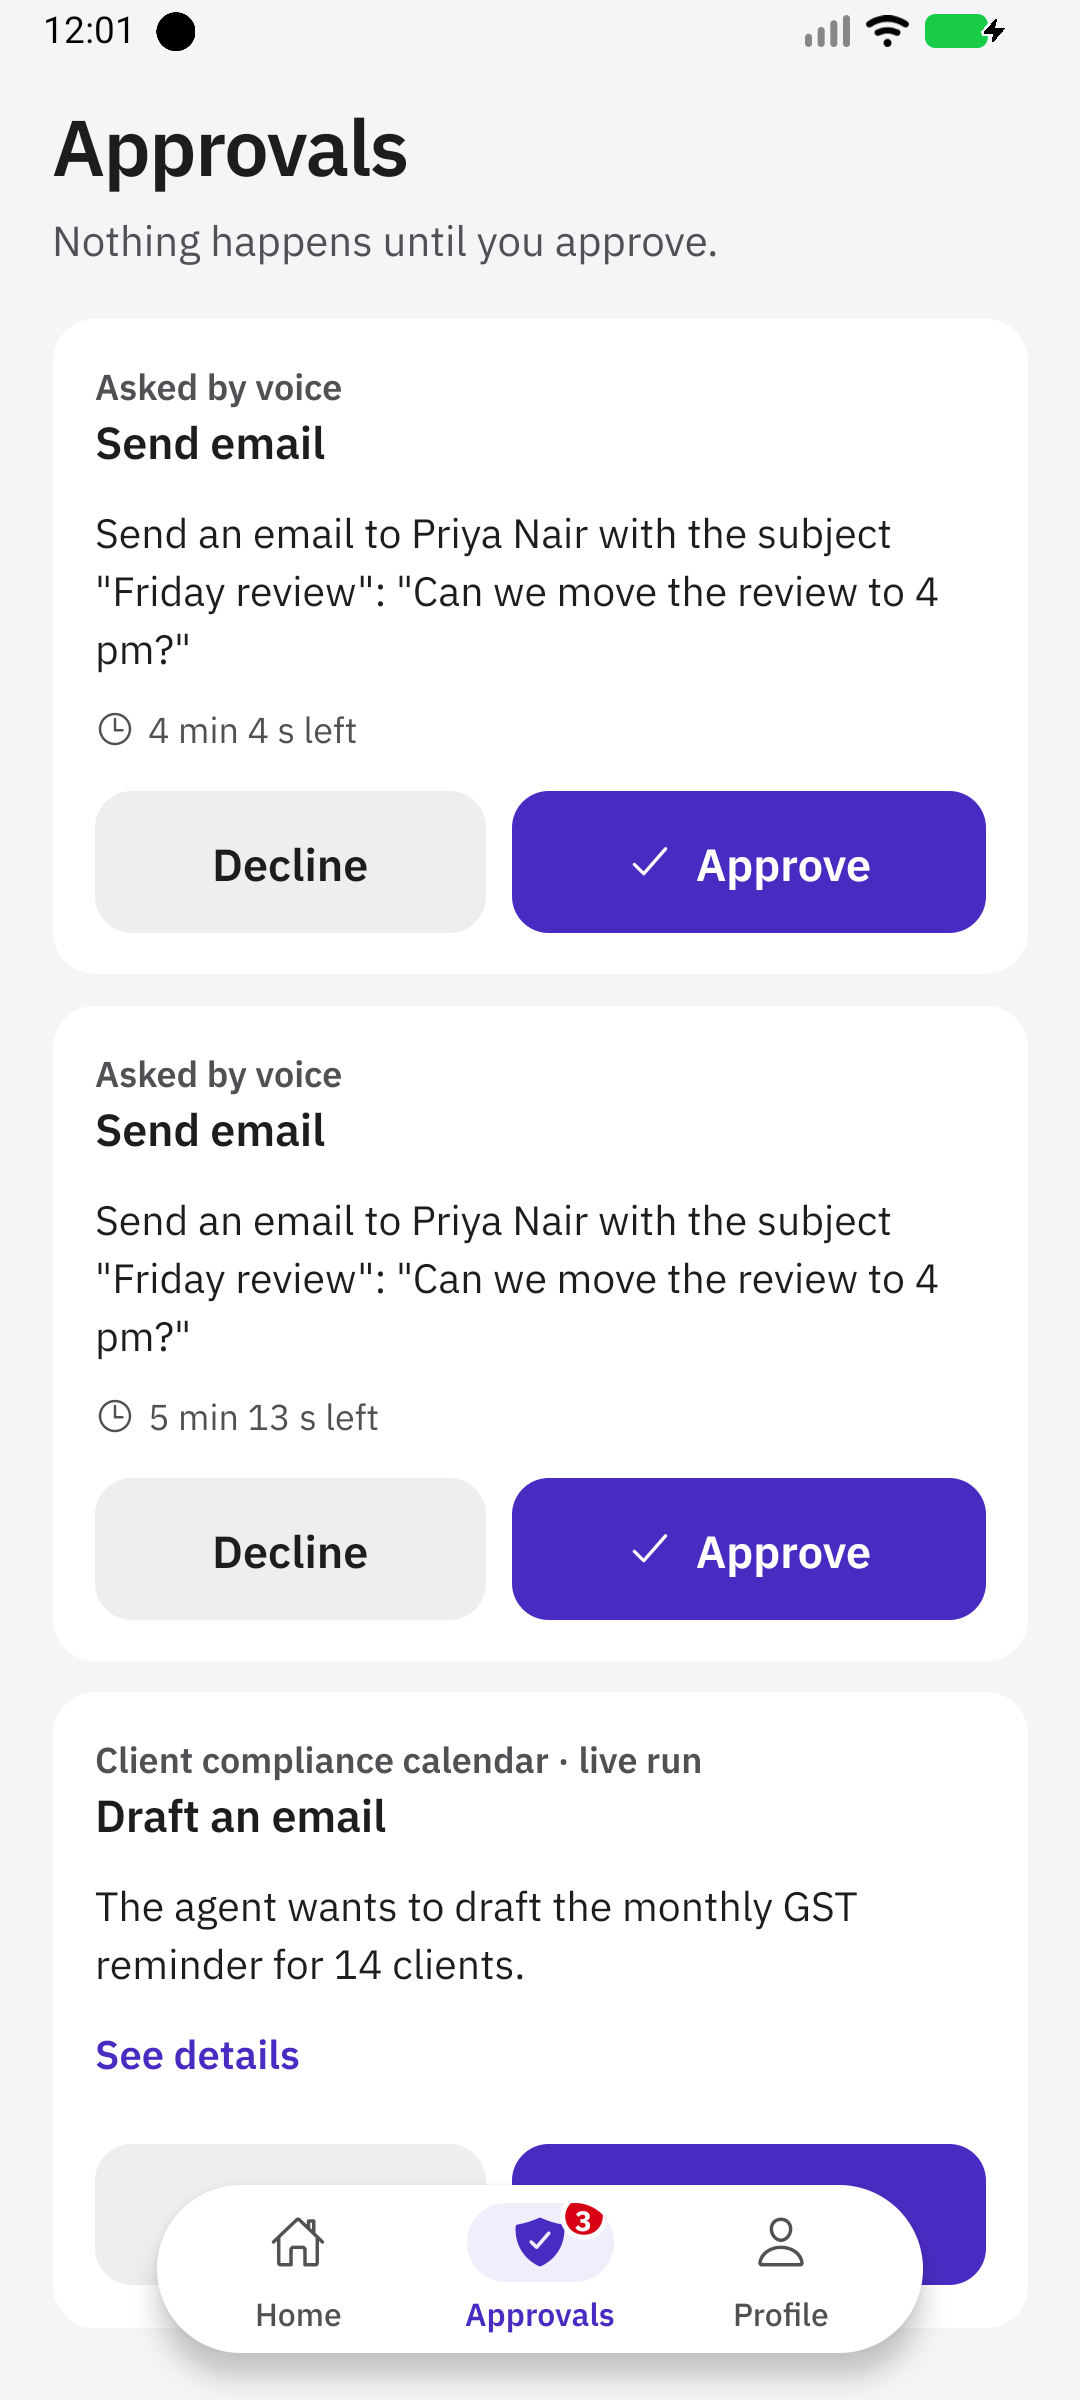 12:01
Approvals
Nothing happens until you approve.
Asked by voice
Send email
Send an email to Priya Nair with the subject
"Friday review": "Can we move the review to 4
pm?"
4 min 4 s left
Decline
Approve
Asked by voice
Send email
Send an email to Priya Nair with the subject
"Friday review": "Can we move the review to 4
pm?"
5 min 13 s left
Decline
Approve
Client compliance calendar · live run
Draft an email
The agent wants to draft the monthly GST
reminder for 14 clients.
See details
3
Home
Approvals
Profile